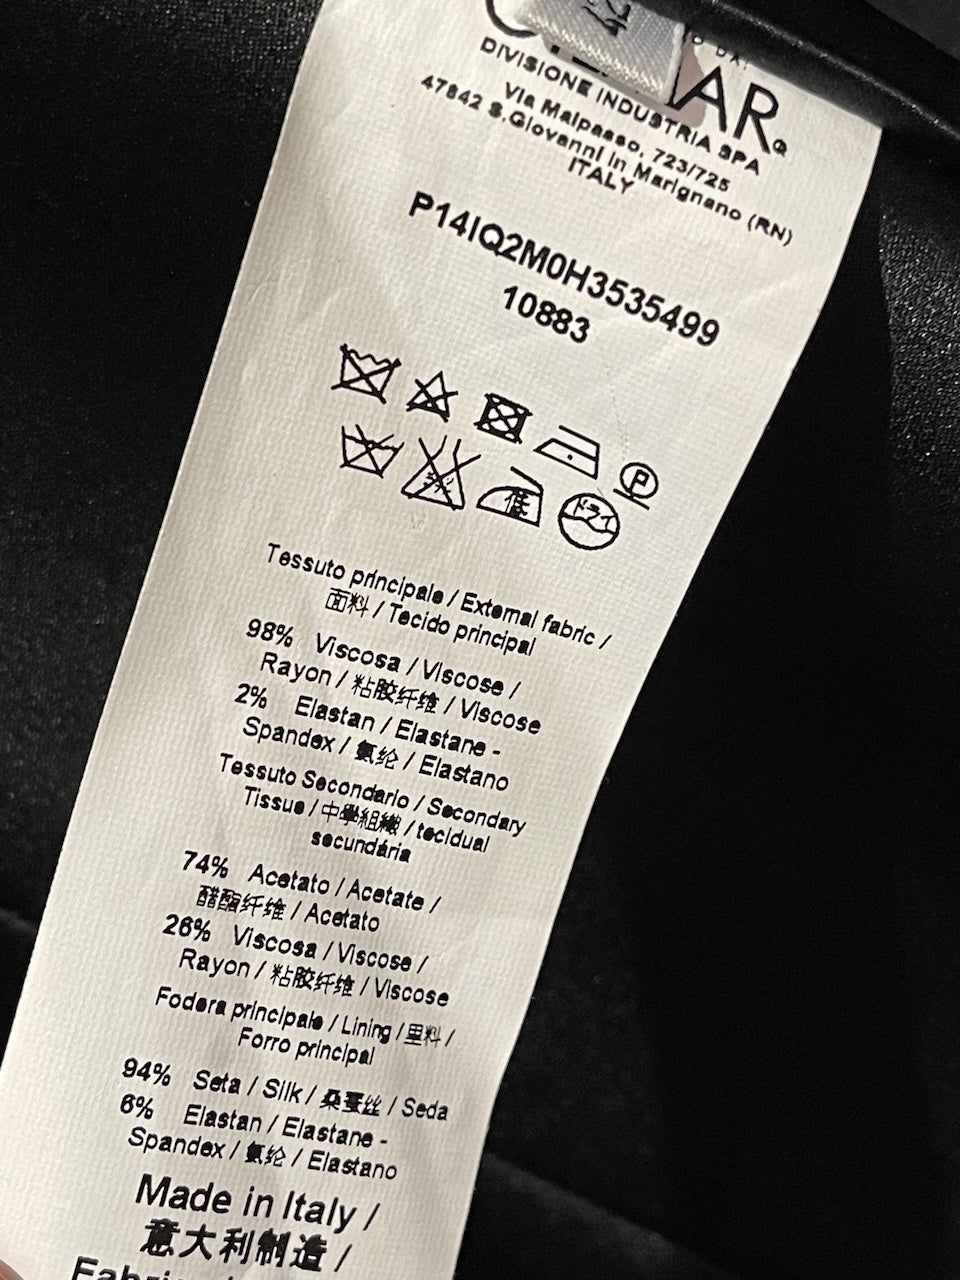 DIVISIONE INDUSTRIA SPA
Via Malpasso, 723/725
47842 S.Giovanni in Marignano (RN)
ITALY
P14IQ2M0H3535499
10883
P
低
ドライ
Tessuto principale / External fabric /
面料 / Tecido principal
98% Viscosa / Viscose /
Rayon / 粘胶纤维 / Viscose
2% Elastan / Elastane -
Spandex / 氨纶 / Elastano
Tessuto Secondario / Secondary
Tissue / 中學組織 / tecidual
secundária
74% Acetato / Acetate /
醋酯纤维 / Acetato
26% Viscosa / Viscose /
Rayon / 粘胶纤维 / Viscose
Fodera principale / Lining / 里料 /
Forro principal
94% Seta / Silk / 桑蚕丝 / Seda
6% Elastan / Elastane -
Spandex / 氨纶 / Elastano
Made in Italy /
意大利制造 /